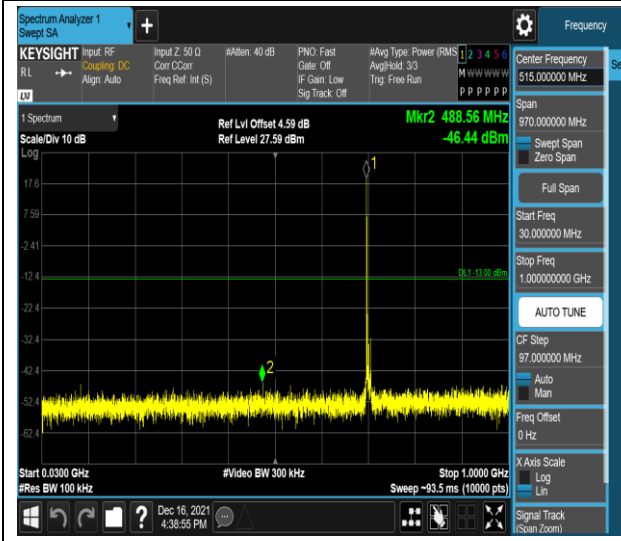 Spectrum Analyzer 1
Swept SA
Frequency
KEYSIGHT
RL
LXI
Input: RF
Coupling: DC
Align: Auto
Input Z: 50 Ω
Corr CCorr
Freq Ref: Int (S)
#Atten: 40 dB
PNO: Fast
Gate: Off
IF Gain: Low
Sig Track: Off
#Avg Type: Power (RMS
Avg|Hold: 3/3
Trig: Free Run
1 2 3 4 5 6
M W W W W W
P P P P P P
1 Spectrum
Scale/Div 10 dB
Log
Ref Lvl Offset 4.59 dB
Ref Level 27.59 dBm
Mkr2 488.56 MHz
-46.44 dBm
17.6
7.59
-2.41
-12.4
-22.4
-32.4
-42.4
-52.4
-62.4
1
DL1 -13.00 dBm
2
Start 0.0300 GHz
#Res BW 100 kHz
#Video BW 300 kHz
Stop 1.0000 GHz
Sweep ~93.5 ms (10000 pts)
Dec 16, 2021
4:38:55 PM
Center Frequency
515.000000 MHz
Se
Span
970.000000 MHz
Swept Span
Zero Span
Full Span
Start Freq
30.000000 MHz
Stop Freq
1.000000000 GHz
AUTO TUNE
CF Step
97.000000 MHz
Auto
Man
Freq Offset
0 Hz
X Axis Scale
Log
Lin
Signal Track
(Span Zoom)